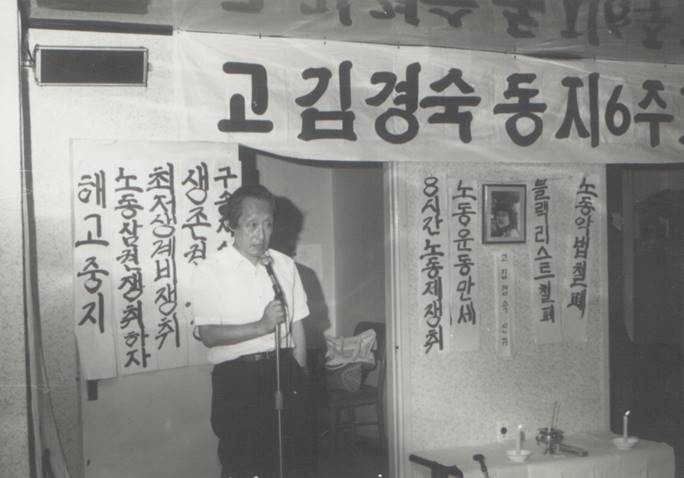 고 김경숙 동지 6주
해고중지
노동삼권쟁취하자
최저생계비쟁취
생존권
8시간노동제쟁취
노동운동만세
블랙리스트철폐
노동악법철폐